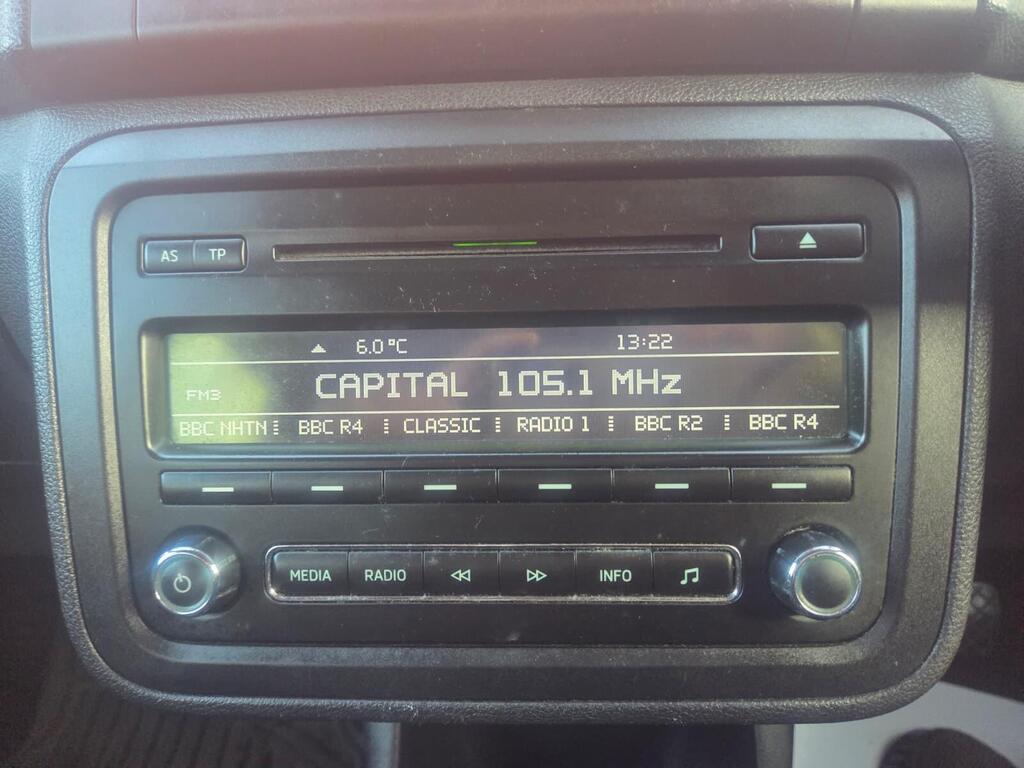 AS TP
6.0°C 13:22
FM3 CAPITAL 105.1 MHz
BBC NHTN BBC R4 CLASSIC RADIO 1 BBC R2 BBC R4
MEDIA RADIO INFO